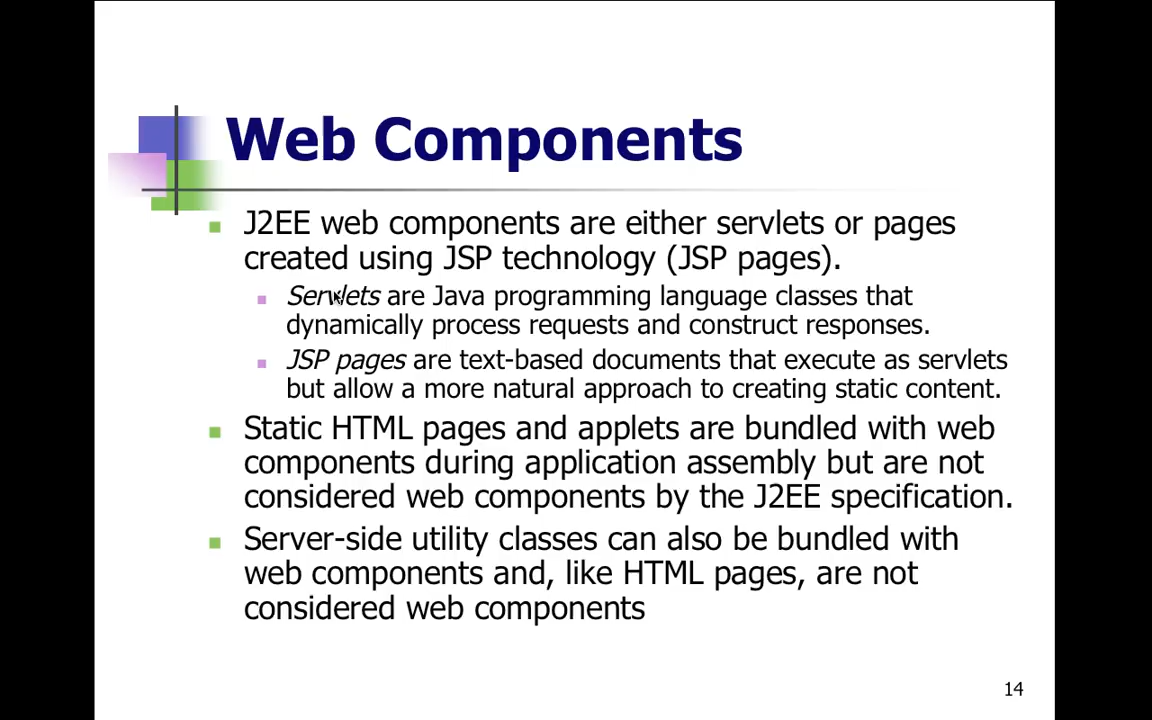 Web Components
J2EE web components are either servlets or pages
created using JSP technology (JSP pages).
Servlets are Java programming language classes that
dynamically process requests and construct responses.
JSP pages are text-based documents that execute as servlets
but allow a more natural approach to creating static content.
Static HTML pages and applets are bundled with web
components during application assembly but are not
considered web components by the J2EE specification.
Server-side utility classes can also be bundled with
web components and, like HTML pages, are not
considered web components
14